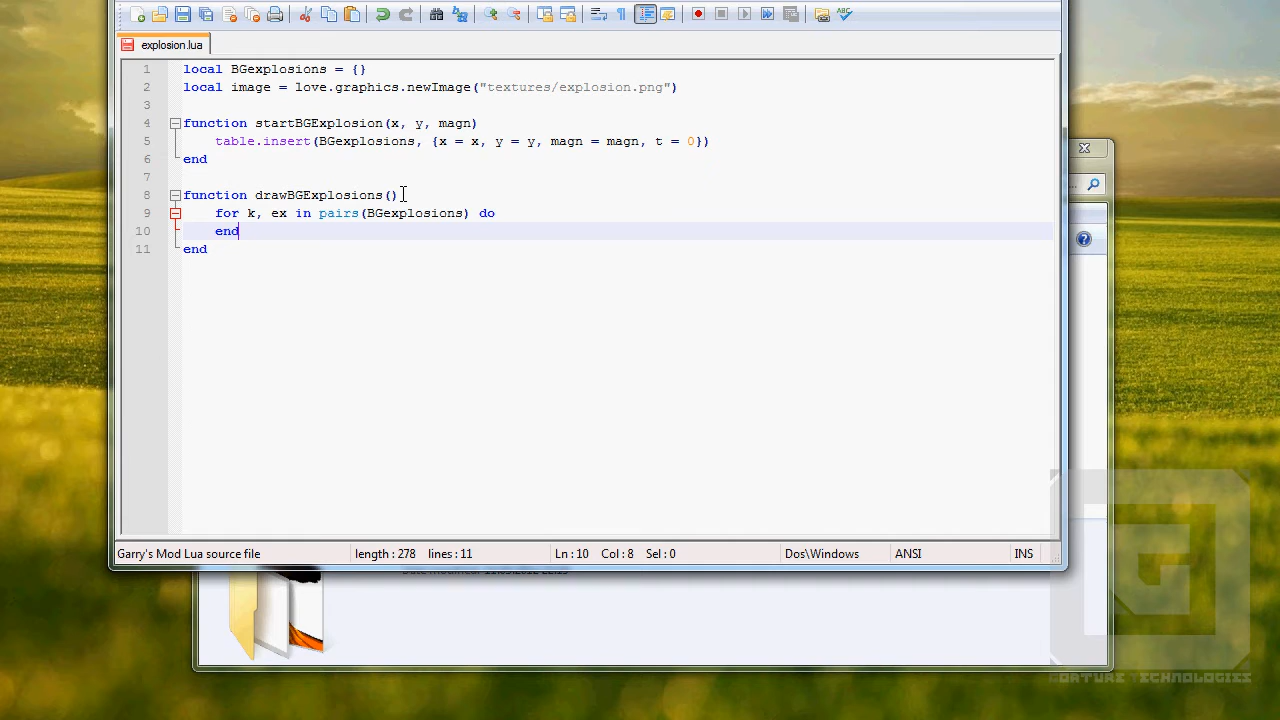 ABC
explosion.lua
1 local BGexplosions = {}
2 local image = love.graphics.newImage("textures/explosion.png")
3
4 function startBGExplosion(x, y, magn)
5 table.insert(BGexplosions, {x = x, y = y, magn = magn, t = 0})
6 end
7
8 function drawBGExplosions()
9 for k, ex in pairs(BGexplosions) do
10 end
11 end
Garry's Mod Lua source file length : 278 lines : 11 Ln : 10 Col : 8 Sel : 0 Dos\Windows ANSI INS
TECHNOLOGIES